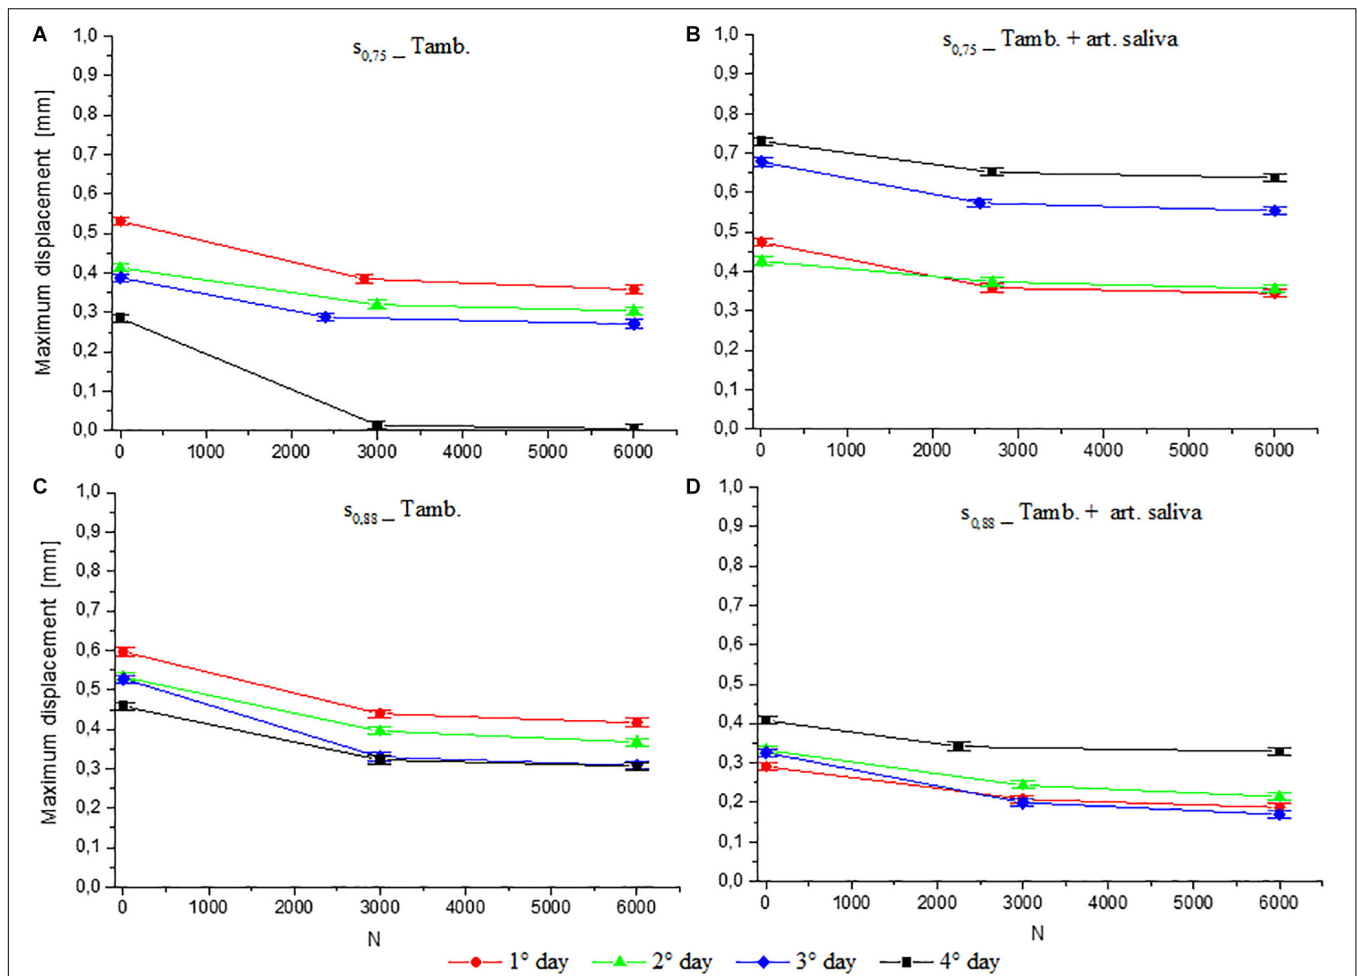 A
s0,75 _ Tamb.
Maximum displacement [mm]
1,0
0,9
0,8
0,7
0,6
0,5
0,4
0,3
0,2
0,1
0,0
0 1000 2000 3000 4000 5000 6000
B
s0,75 _ Tamb. + art. saliva
1,0
0,9
0,8
0,7
0,6
0,5
0,4
0,3
0,2
0,1
0,0
0 1000 2000 3000 4000 5000 6000
C
s0,88 _ Tamb.
Maximum displacement [mm]
1,0
0,9
0,8
0,7
0,6
0,5
0,4
0,3
0,2
0,1
0,0
0 1000 2000 3000 4000 5000 6000
N
D
s0,88 _ Tamb. + art. saliva
1,0
0,9
0,8
0,7
0,6
0,5
0,4
0,3
0,2
0,1
0,0
0 1000 2000 3000 4000 5000 6000
N
1° day 2° day 3° day 4° day